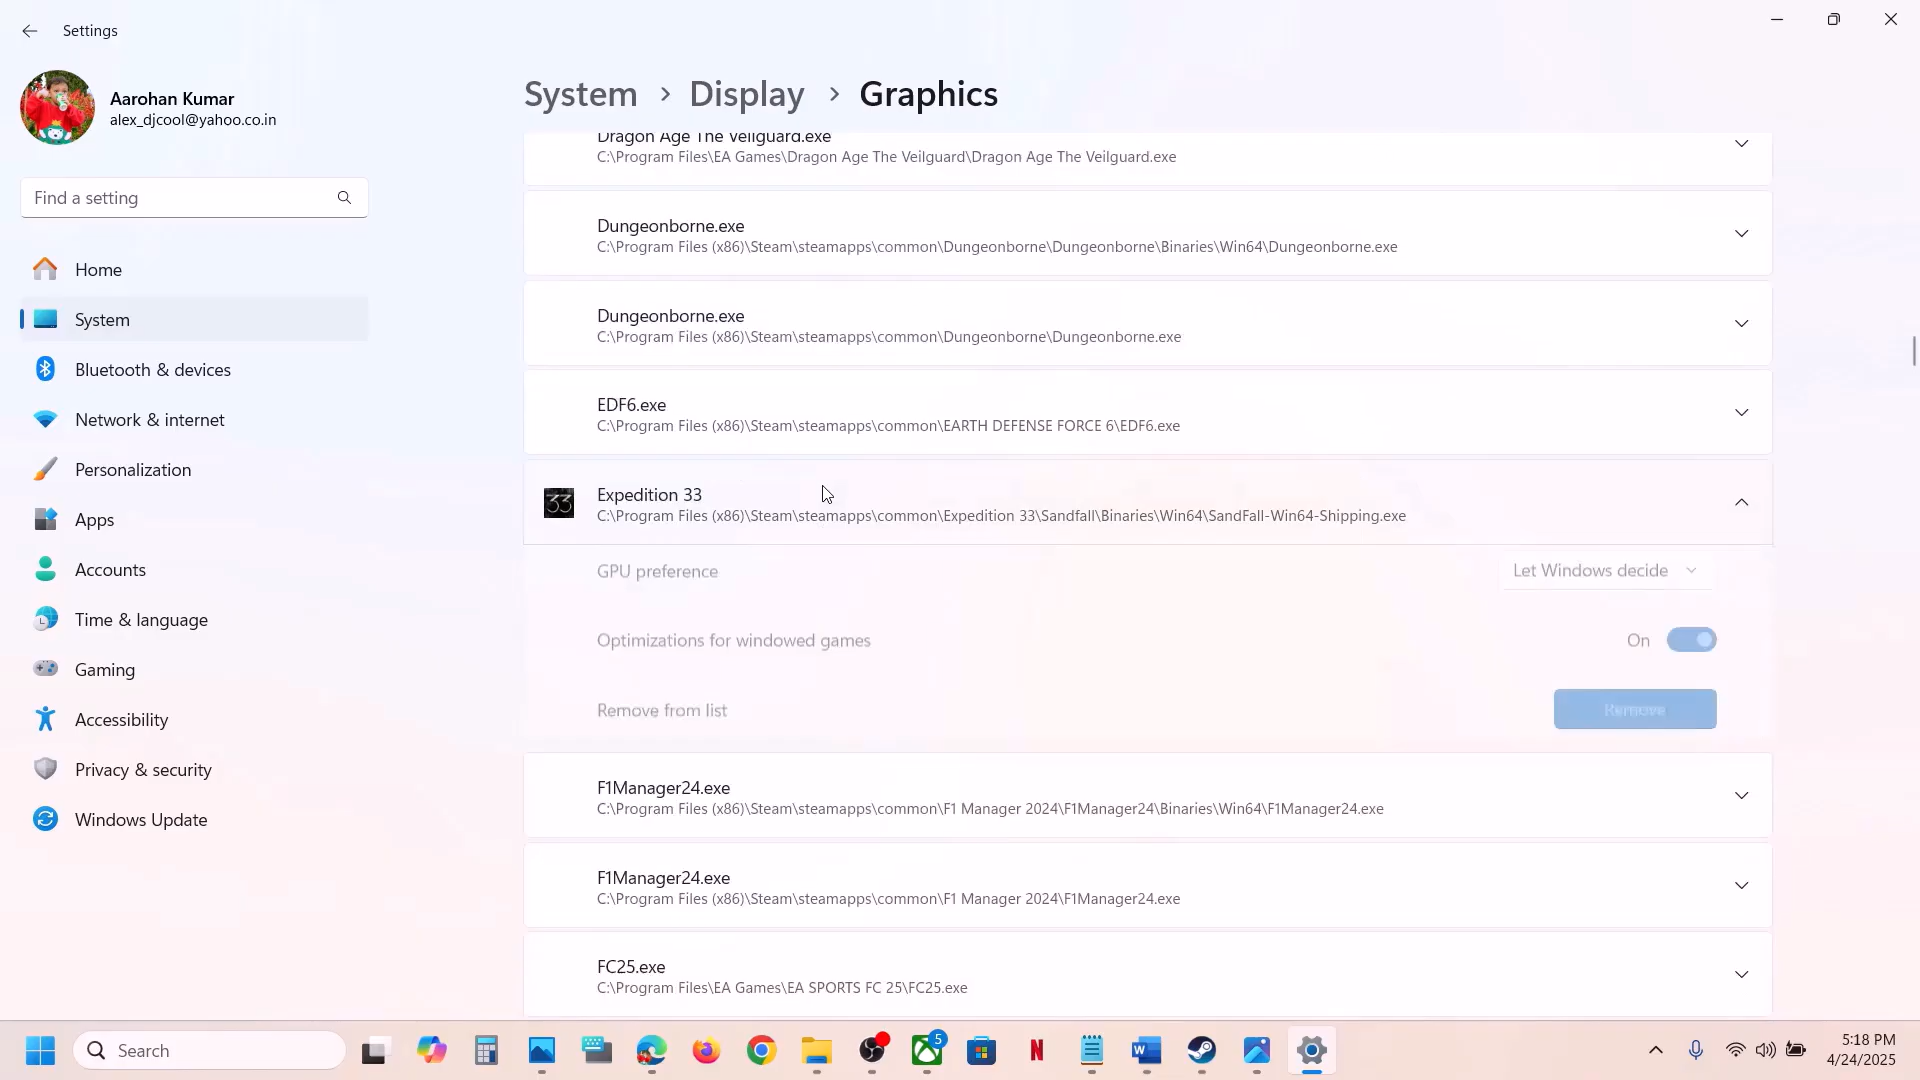 Settings
Aarohan Kumar
alex_djcool@yahoo.co.in
Find a setting
Home
System
Bluetooth & devices
Network & internet
Personalization
Apps
Accounts
Time & language
Gaming
Accessibility
Privacy & security
Windows Update
System > Display > Graphics
Dragon Age The Veilguard.exe
C:\Program Files\EA Games\Dragon Age The Veilguard\Dragon Age The Veilguard.exe
Dungeonborne.exe
C:\Program Files (x86)\Steam\steamapps\common\Dungeonborne\Dungeonborne\Binaries\Win64\Dungeonborne.exe
Dungeonborne.exe
C:\Program Files (x86)\Steam\steamapps\common\Dungeonborne\Dungeonborne.exe
EDF6.exe
C:\Program Files (x86)\Steam\steamapps\common\EARTH DEFENSE FORCE 6\EDF6.exe
33
Expedition 33
C:\Program Files (x86)\Steam\steamapps\common\Expedition 33\Sandfall\Binaries\Win64\SandFall-Win64-Shipping.exe
GPU preference
Let Windows decide
Optimizations for windowed games
On
Remove from list
Remove
F1Manager24.exe
C:\Program Files (x86)\Steam\steamapps\common\F1 Manager 2024\F1Manager24\Binaries\Win64\F1Manager24.exe
F1Manager24.exe
C:\Program Files (x86)\Steam\steamapps\common\F1 Manager 2024\F1Manager24.exe
FC25.exe
C:\Program Files\EA Games\EA SPORTS FC 25\FC25.exe
Search
5
5:18 PM
4/24/2025